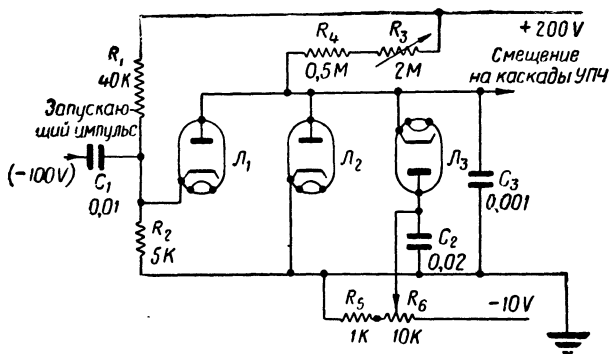 +200V
R₁
40K
R₄
0,5M
R₃
2M
Смещение
на каскады УПЧ
Запускаю-
щий импульс
(-100V)
C₁
0,01
Л₁
Л₂
Л₃
C₃
0,001
R₂
5K
C₂
0,02
R₅
1K
R₆
10K
-10V